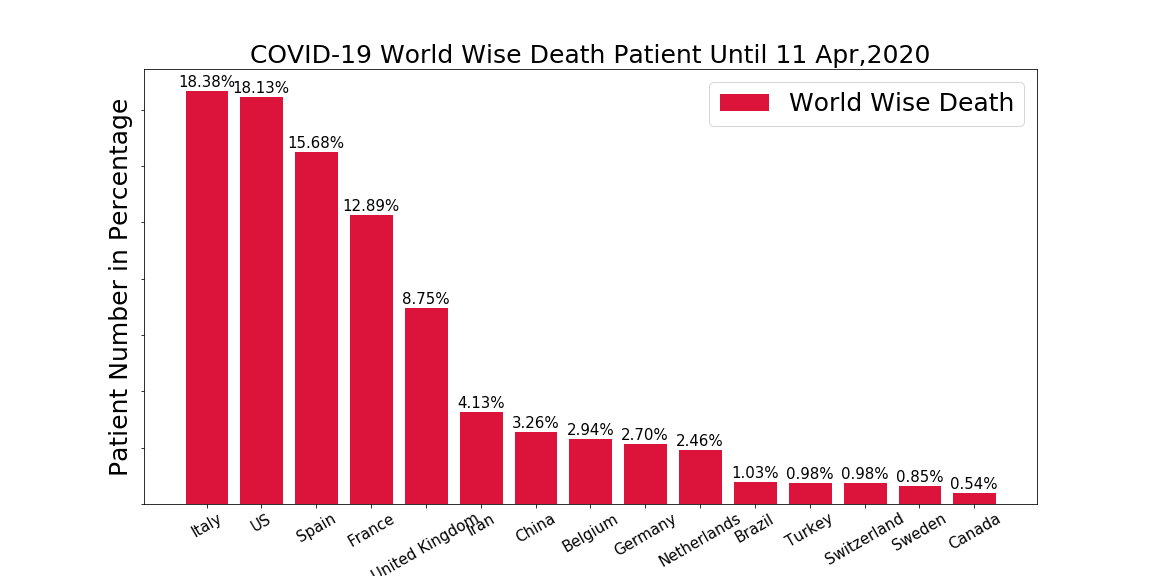 COVID-19 World Wise Death Patient Until 11 Apr,2020
World Wise Death
Patient Number in Percentage
18.38%
18.13%
15.68%
12.89%
8.75%
4.13%
3.26%
2.94%
2.70%
2.46%
1.03%
0.98%
0.98%
0.85%
0.54%
Italy
US
Spain
France
United Kingdom
Iran
China
Belgium
Germany
Netherlands
Brazil
Turkey
Switzerland
Sweden
Canada